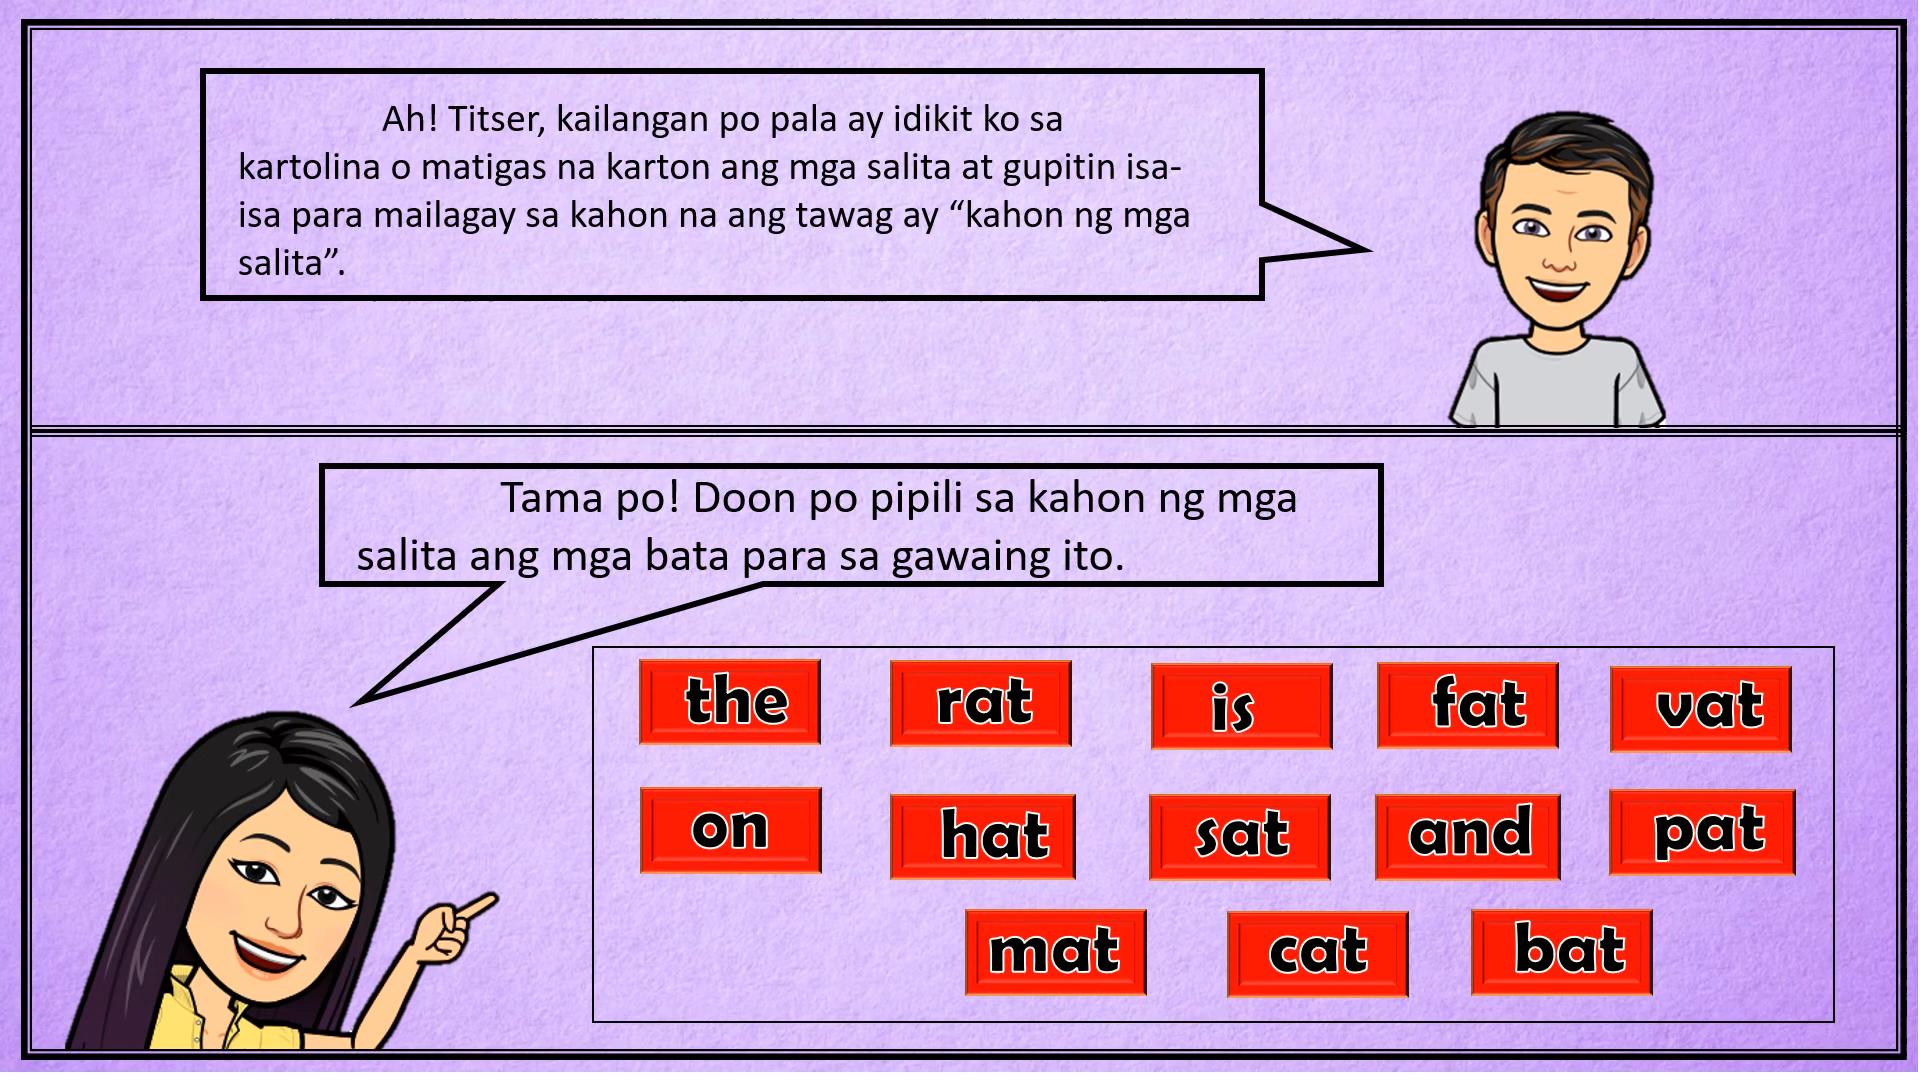 Ah! Titser, kailangan po pala ay idikit ko sa
kartolina o matigas na karton ang mga salita at gupitin isa-
isa para mailagay sa kahon na ang tawag ay “kahon ng mga
salita”.
Tama po! Doon po pipili sa kahon ng mga
salita ang mga bata para sa gawaing ito.
the rat is fat vat
on hat sat and pat
mat cat bat